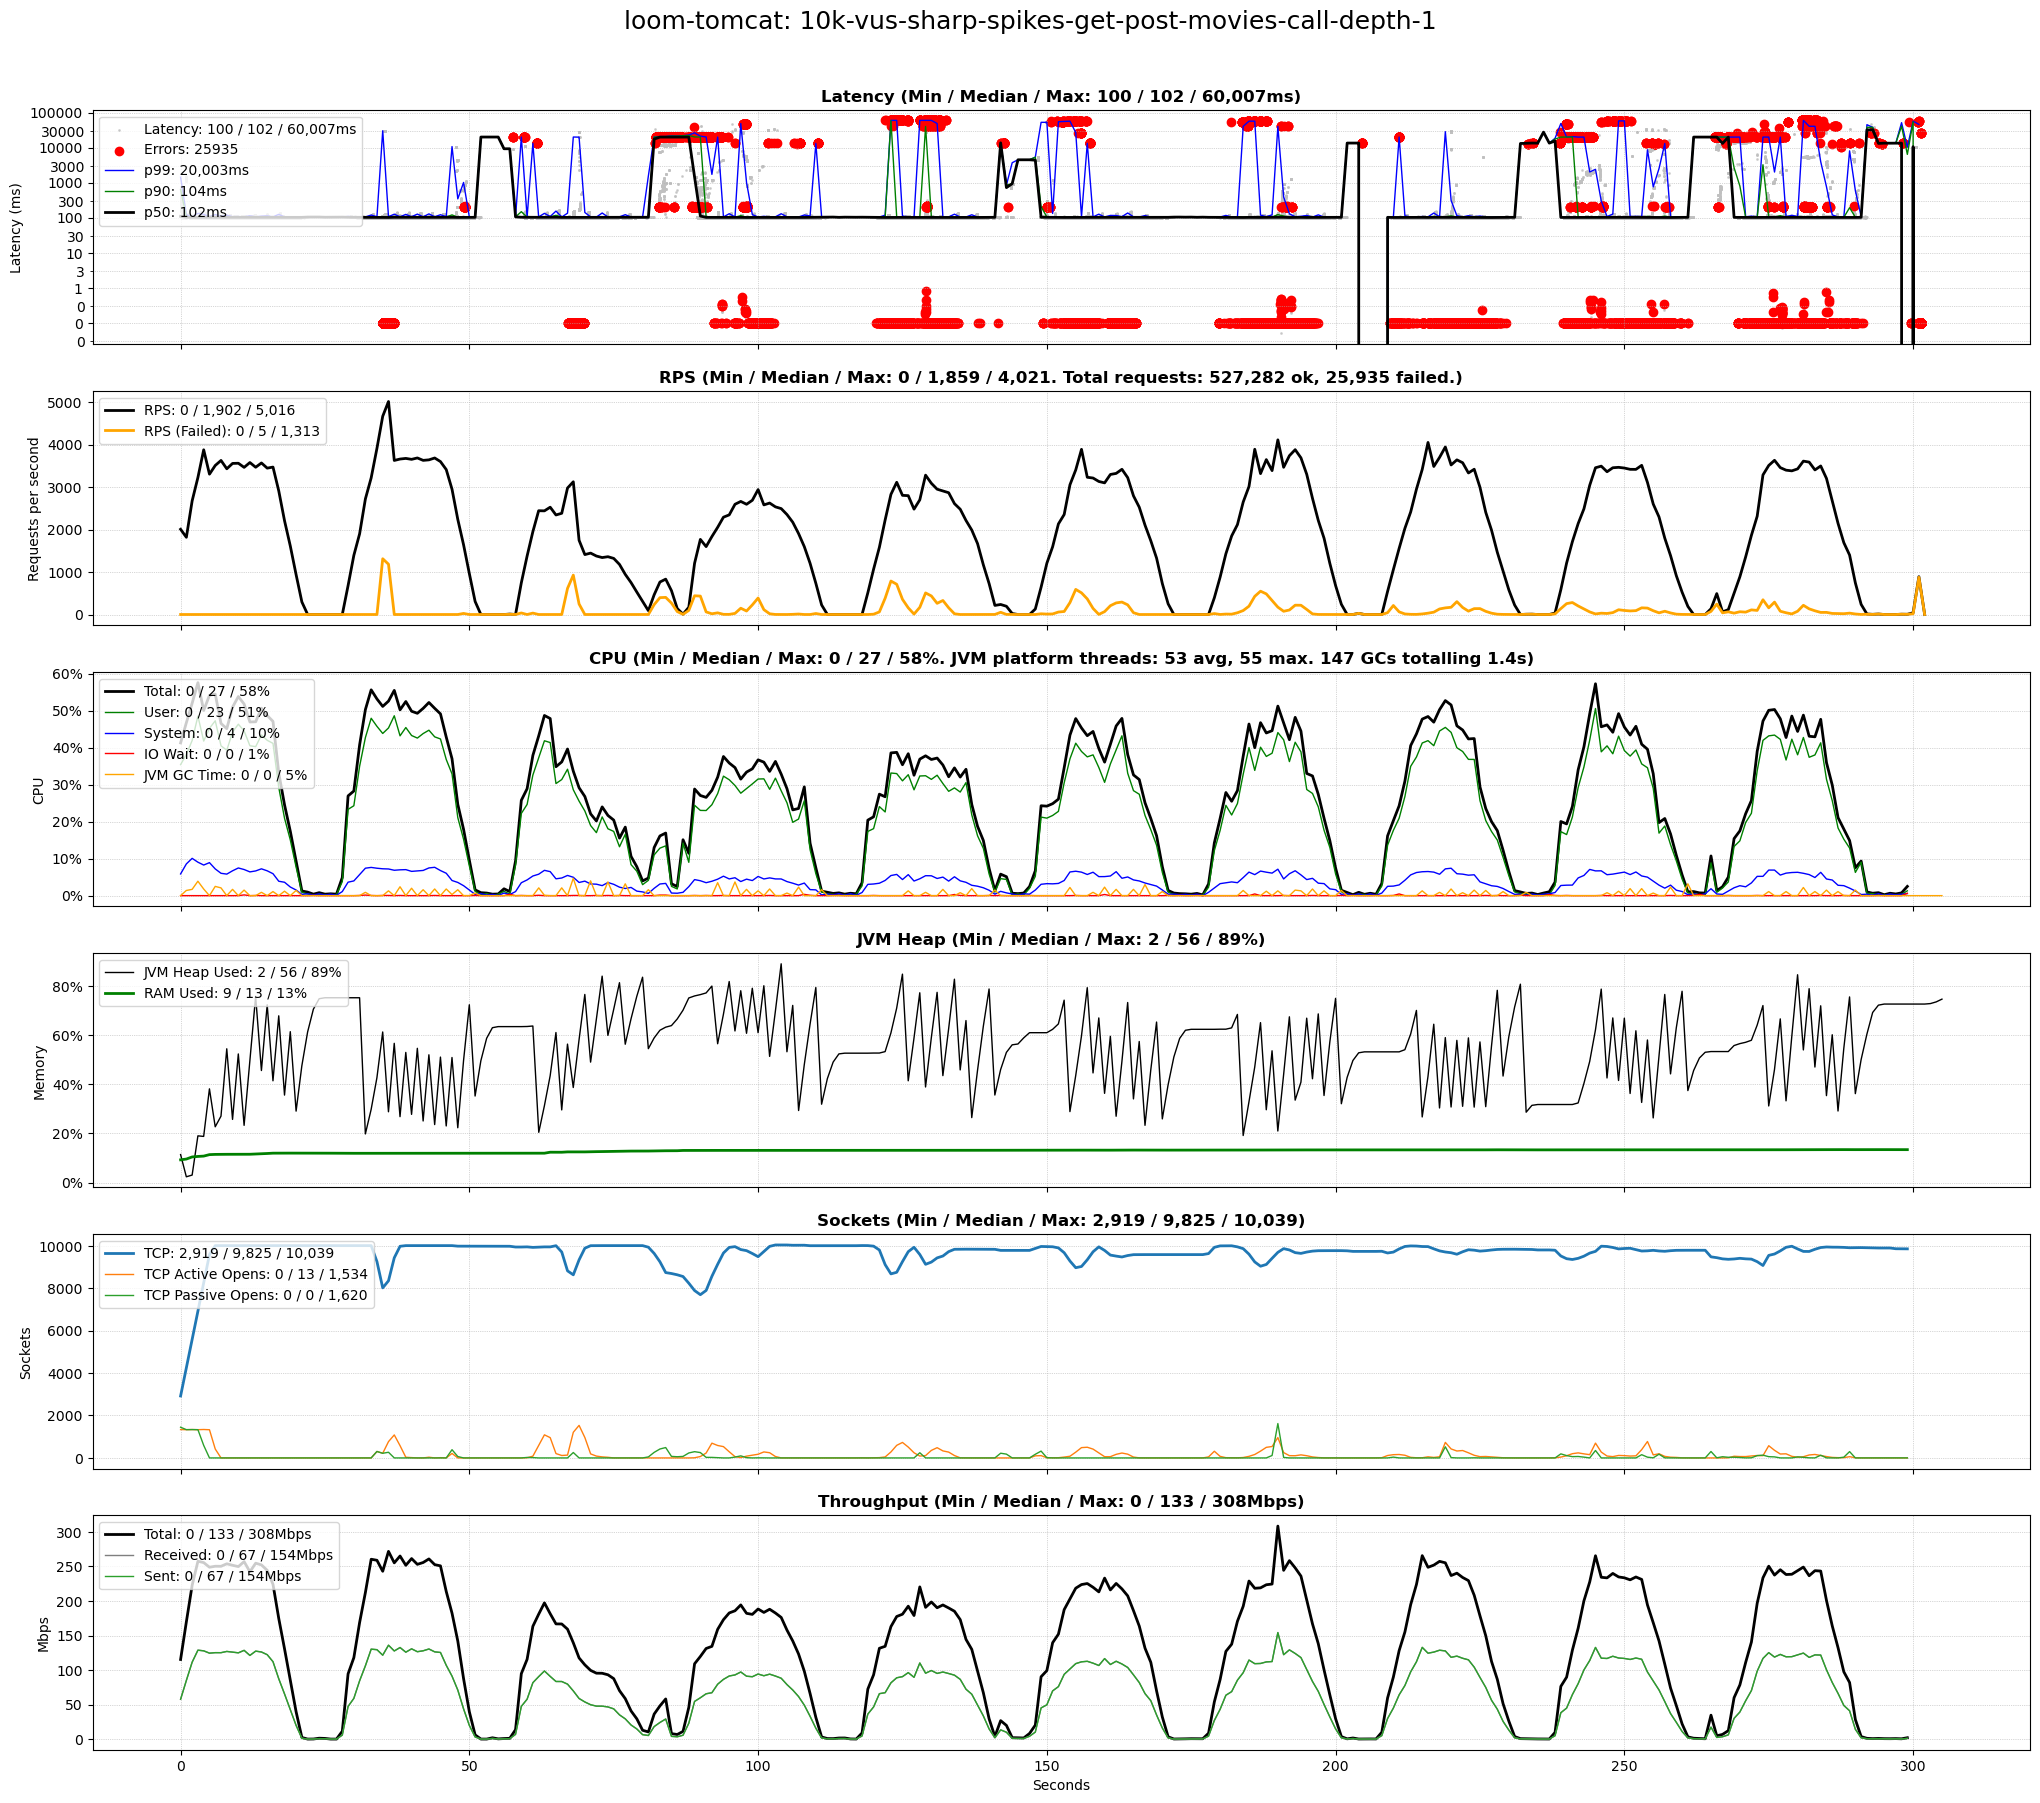 loom-tomcat: 10k-vus-sharp-spikes-get-post-movies-call-depth-1
Latency (Min / Median / Max: 100 / 102 / 60,007ms)
Latency (ms)
100000
30000
10000
3000
1000
300
100
30
10
3
1
0
0
0
Latency: 100 / 102 / 60,007ms
Errors: 25935
p99: 20,003ms
p90: 104ms
p50: 102ms
RPS (Min / Median / Max: 0 / 1,859 / 4,021. Total requests: 527,282 ok, 25,935 failed.)
Requests per second
5000
4000
3000
2000
1000
0
RPS: 0 / 1,902 / 5,016
RPS (Failed): 0 / 5 / 1,313
CPU (Min / Median / Max: 0 / 27 / 58%. JVM platform threads: 53 avg, 55 max. 147 GCs totalling 1.4s)
CPU
60%
50%
40%
30%
20%
10%
0%
Total: 0 / 27 / 58%
User: 0 / 23 / 51%
System: 0 / 4 / 10%
IO Wait: 0 / 0 / 1%
JVM GC Time: 0 / 0 / 5%
JVM Heap (Min / Median / Max: 2 / 56 / 89%)
Memory
80%
60%
40%
20%
0%
JVM Heap Used: 2 / 56 / 89%
RAM Used: 9 / 13 / 13%
Sockets (Min / Median / Max: 2,919 / 9,825 / 10,039)
Sockets
10000
8000
6000
4000
2000
0
TCP: 2,919 / 9,825 / 10,039
TCP Active Opens: 0 / 13 / 1,534
TCP Passive Opens: 0 / 0 / 1,620
Throughput (Min / Median / Max: 0 / 133 / 308Mbps)
Mbps
300
250
200
150
100
50
0
Total: 0 / 133 / 308Mbps
Received: 0 / 67 / 154Mbps
Sent: 0 / 67 / 154Mbps
0 50 100 150 200 250 300
Seconds